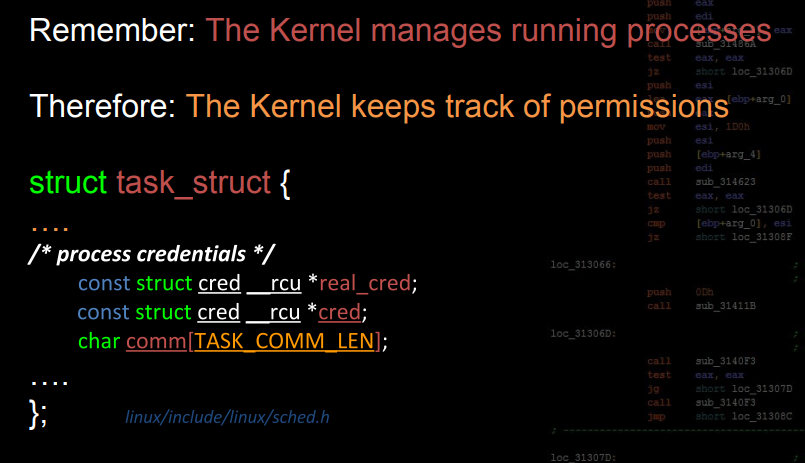 Remember: The Kernel manages running processes
Therefore: The Kernel keeps track of permissions
struct task_struct {
....
/* process credentials */
const struct cred __rcu *real_cred;
const struct cred __rcu *cred;
char comm[TASK_COMM_LEN];
....
};
linux/include/linux/sched.h
push eax
push edi
call sub_31486A
test eax, eax
jz short loc_31306D
push esi
[ebp+arg_0]
mov esi, 1D0h
push esi
push [ebp+arg_4]
push edi
call sub_314623
test eax, eax
jz short loc_31306D
cmp [ebp+arg_0], esi
jz short loc_31308F
loc_313066: ;
;
push 0Dh
call sub_31411B
loc_31306D: ;
;
call sub_3140F3
test eax, eax
jg short loc_31307D
call sub_3140F3
jmp short loc_31308C
; ------------------------------
loc_31307D: ;